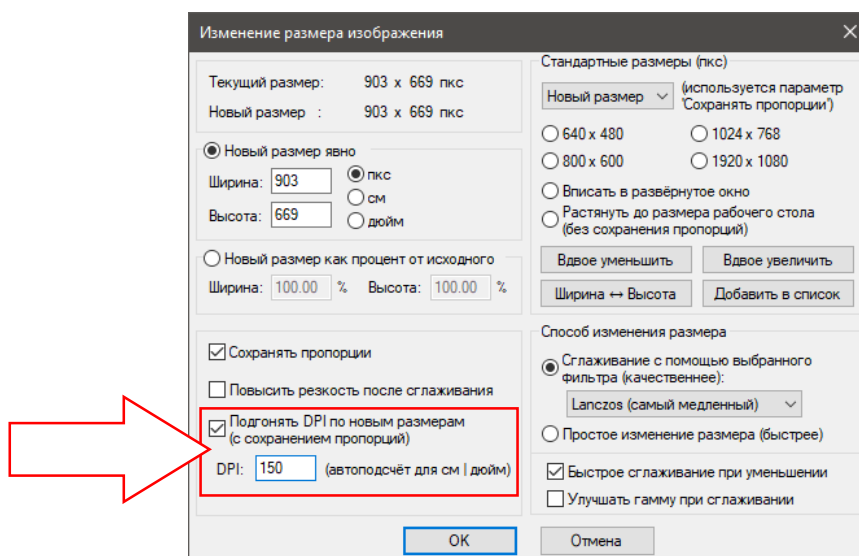 Изменение размера изображения
Текущий размер: 903 x 669 пкс
Новый размер : 903 x 669 пкс
Новый размер явно
Ширина: 903
пкс
см
Высота: 669
дюйм
Новый размер как процент от исходного
Ширина: 100.00 % Высота: 100.00 %
Сохранять пропорции
Повысить резкость после сглаживания
Подгонять DPI по новым размерам
(с сохранением пропорций)
DPI: 150 (автоподсчёт для см | дюйм)
Стандартные размеры (пкс)
Новый размер (используется параметр
'Сохранять пропорции')
640 x 480 1024 x 768
800 x 600 1920 x 1080
Вписать в развёрнутое окно
Растянуть до размера рабочего стола
(без сохранения пропорций)
Вдвое уменьшить Вдвое увеличить
Ширина ↔ Высота Добавить в список
Способ изменения размера
Сглаживание с помощью выбранного
фильтра (качественнее):
Lanczos (самый медленный)
Простое изменение размера (быстрее)
Быстрое сглаживание при уменьшении
Улучшать гамму при сглаживании
OK Отмена